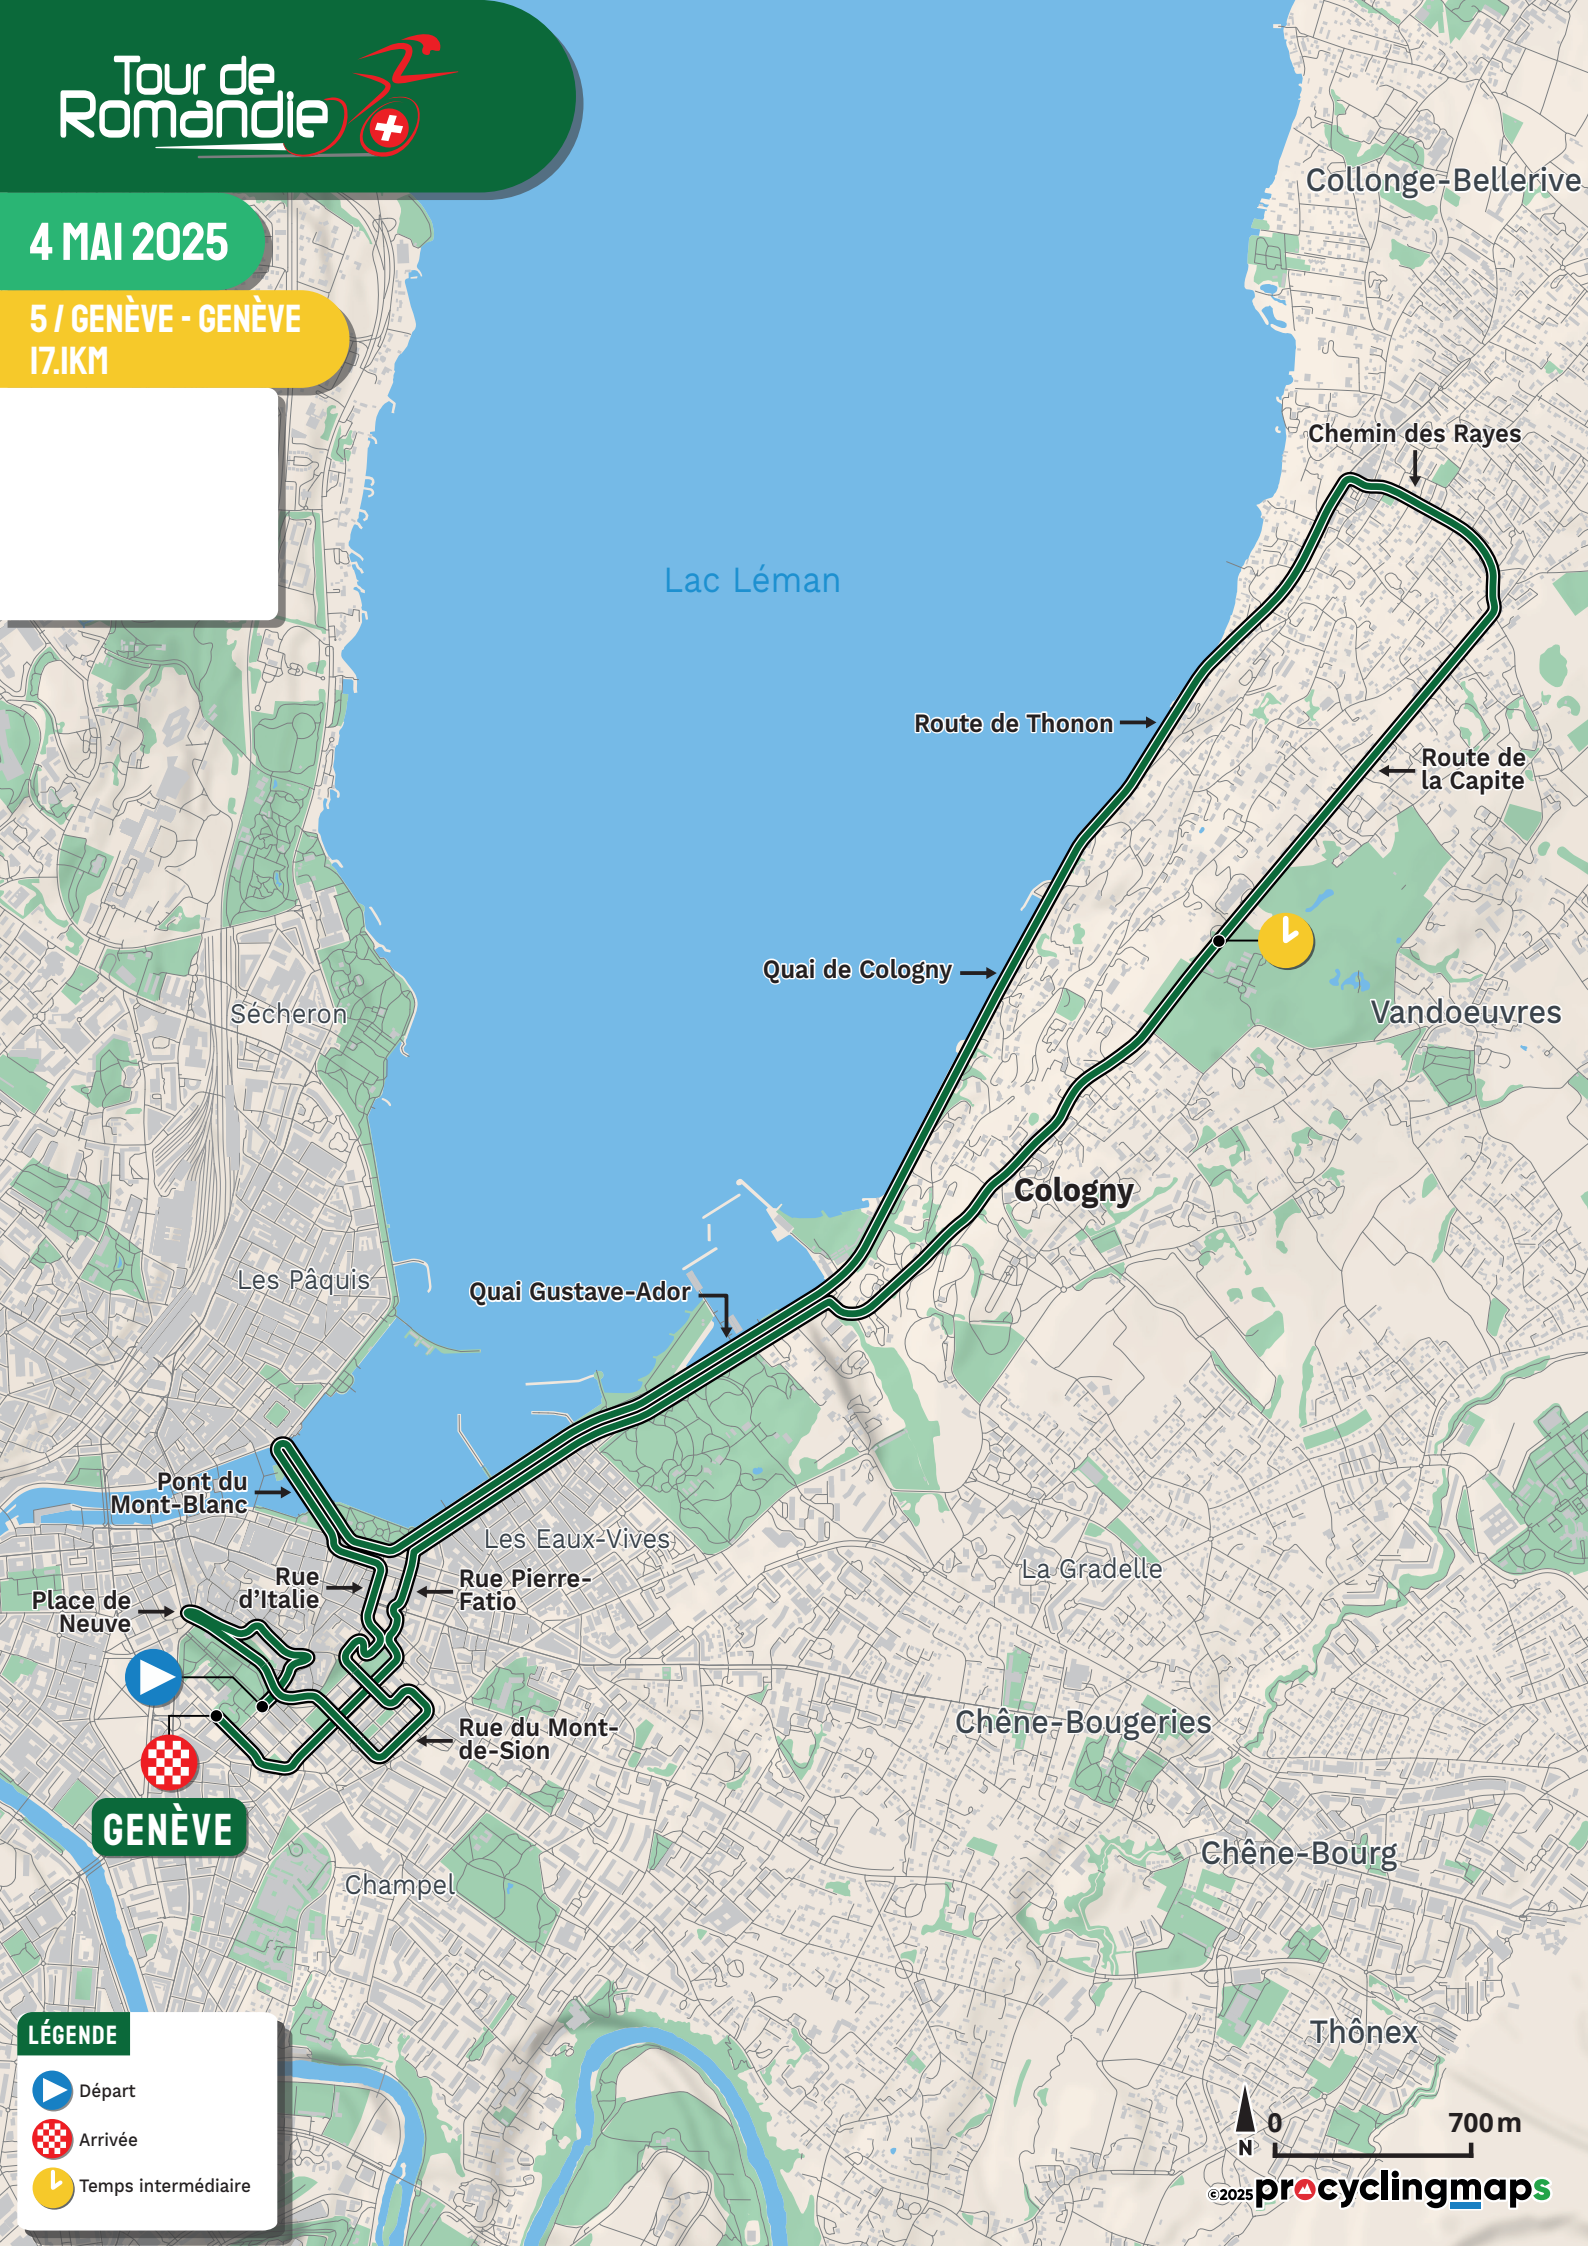 Tour de
Romandie
4 MAI 2025
5 / GENÈVE - GENÈVE
17.1KM
Collonge-Bellerive
Chemin des Rayes
Lac Léman
Route de Thonon
Route de
la Capite
Quai de Cologny
Vandoeuvres
Sécheron
Cologny
Les Pâquis
Quai Gustave-Ador
Pont du
Mont-Blanc
Les Eaux-Vives
La Gradelle
Rue
d'Italie
Rue Pierre-
Fatio
Place de
Neuve
Rue du Mont-
de-Sion
Chêne-Bougeries
GENÈVE
Chêne-Bourg
Champel
Thônex
LÉGENDE
Départ
Arrivée
Temps intermédiaire
N
0 700 m
©2025 procyclingmaps